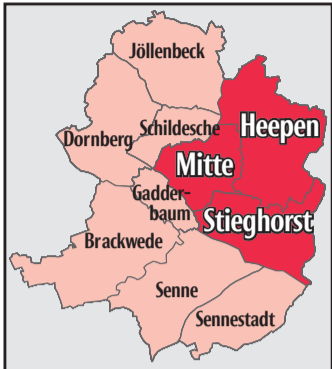 Jöllenbeck
Heepen
Schildesche
Dornberg
Mitte
Gadder-
baum
Stieghorst
Brackwede
Senne
Sennestadt